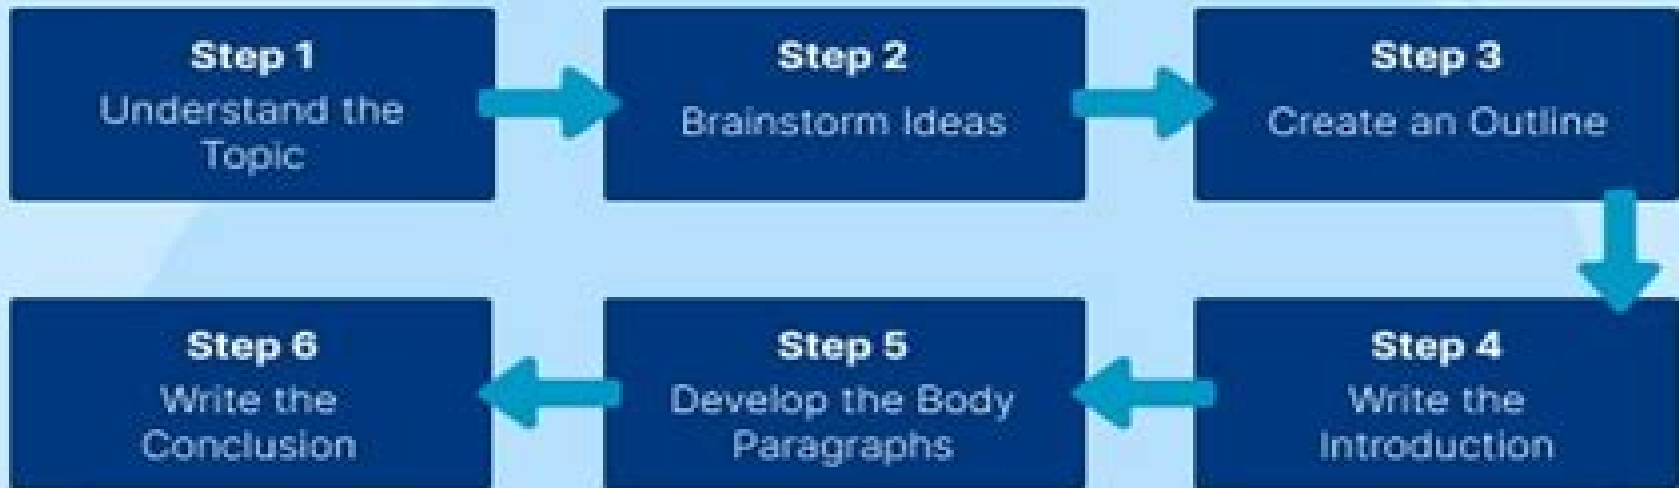 Step 1
Understand the
Topic
Step 2
Brainstorm Ideas
Step 3
Create an Outline
Step 4
Write the
Introduction
Step 5
Develop the Body
Paragraphs
Step 6
Write the
Conclusion